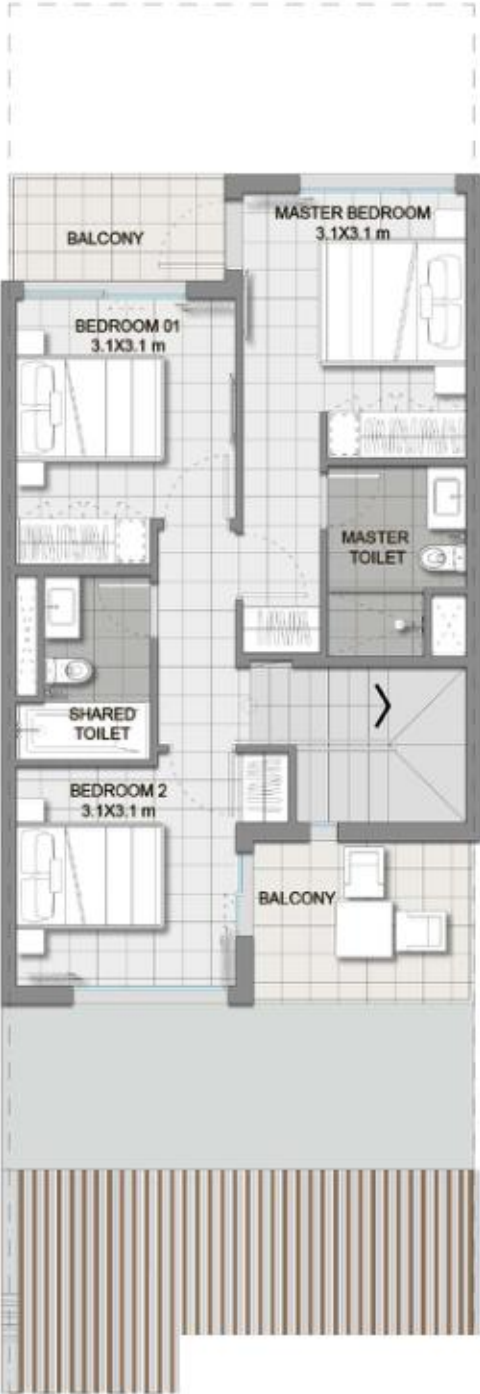 MASTER BEDROOM
3.1X3.1 m
BALCONY
BEDROOM 01
3.1X3.1 m
MASTER
TOILET
SHARED
TOILET
BEDROOM 2
3.1X3.1 m
BALCONY